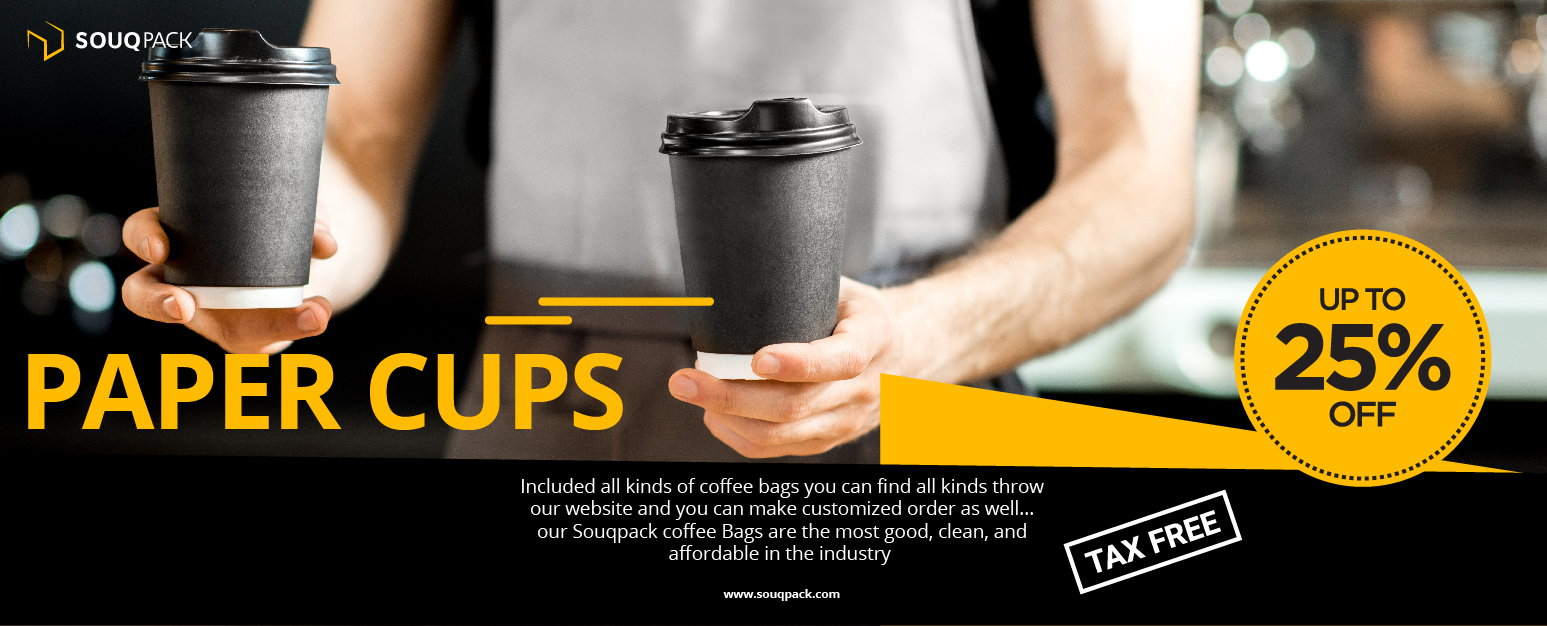 SOUQPACK
PAPER CUPS
UP TO
25%
OFF
Included all kinds of coffee bags you can find all kinds throw
our website and you can make customized order as well...
our Souqpack coffee Bags are the most good, clean, and
affordable in the industry
TAX FREE
www.souqpack.com